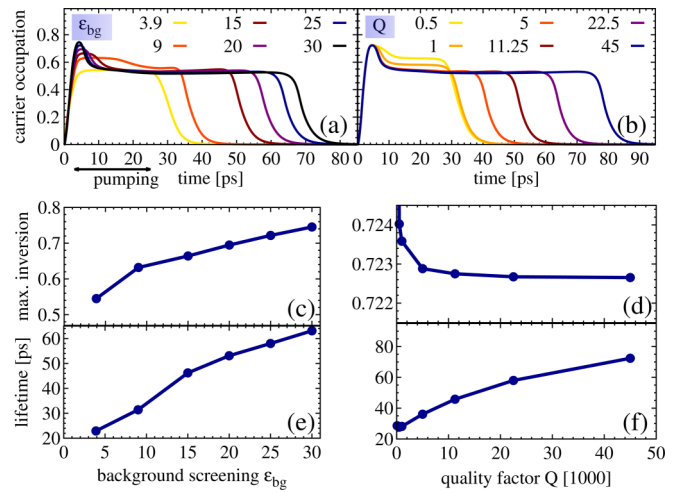 ε_bg 3.9 15 25
9 20 30
Q 0.5 5 22.5
1 11.25 45
carrier occupation
0.8
0.6
0.4
0.2
0
(a) (b)
0 10 20 30 40 50 60 70 80
10 20 30 40 50 60 70 80 90
pumping time [ps] time [ps]
max. inversion
0.8
0.7
0.6
0.5
(c)
0.724
0.723
0.722
(d)
lifetime [ps]
60
50
40
30
20
(e)
80
60
40
20
(f)
0 5 10 15 20 25 30
0 10 20 30 40 50
background screening ε_bg quality factor Q [1000]